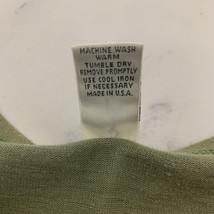 MACHINE WASH
WARM
TUMBLE DRY
REMOVE PROMPTLY
USE COOL IRON
IF NECESSARY
MADE IN U.S.A.